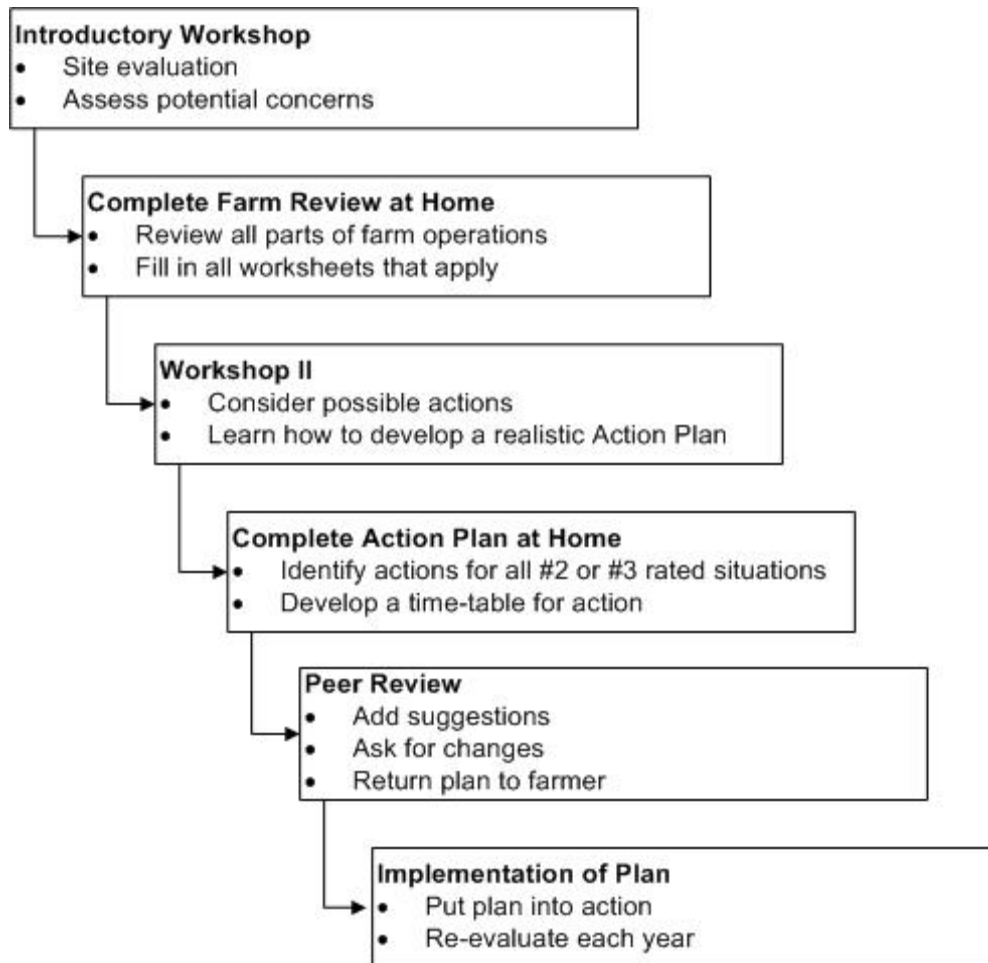 Introductory Workshop
• Site evaluation
• Assess potential concerns
Complete Farm Review at Home
• Review all parts of farm operations
• Fill in all worksheets that apply
Workshop II
• Consider possible actions
• Learn how to develop a realistic Action Plan
Complete Action Plan at Home
• Identify actions for all #2 or #3 rated situations
• Develop a time-table for action
Peer Review
• Add suggestions
• Ask for changes
• Return plan to farmer
Implementation of Plan
• Put plan into action
• Re-evaluate each year